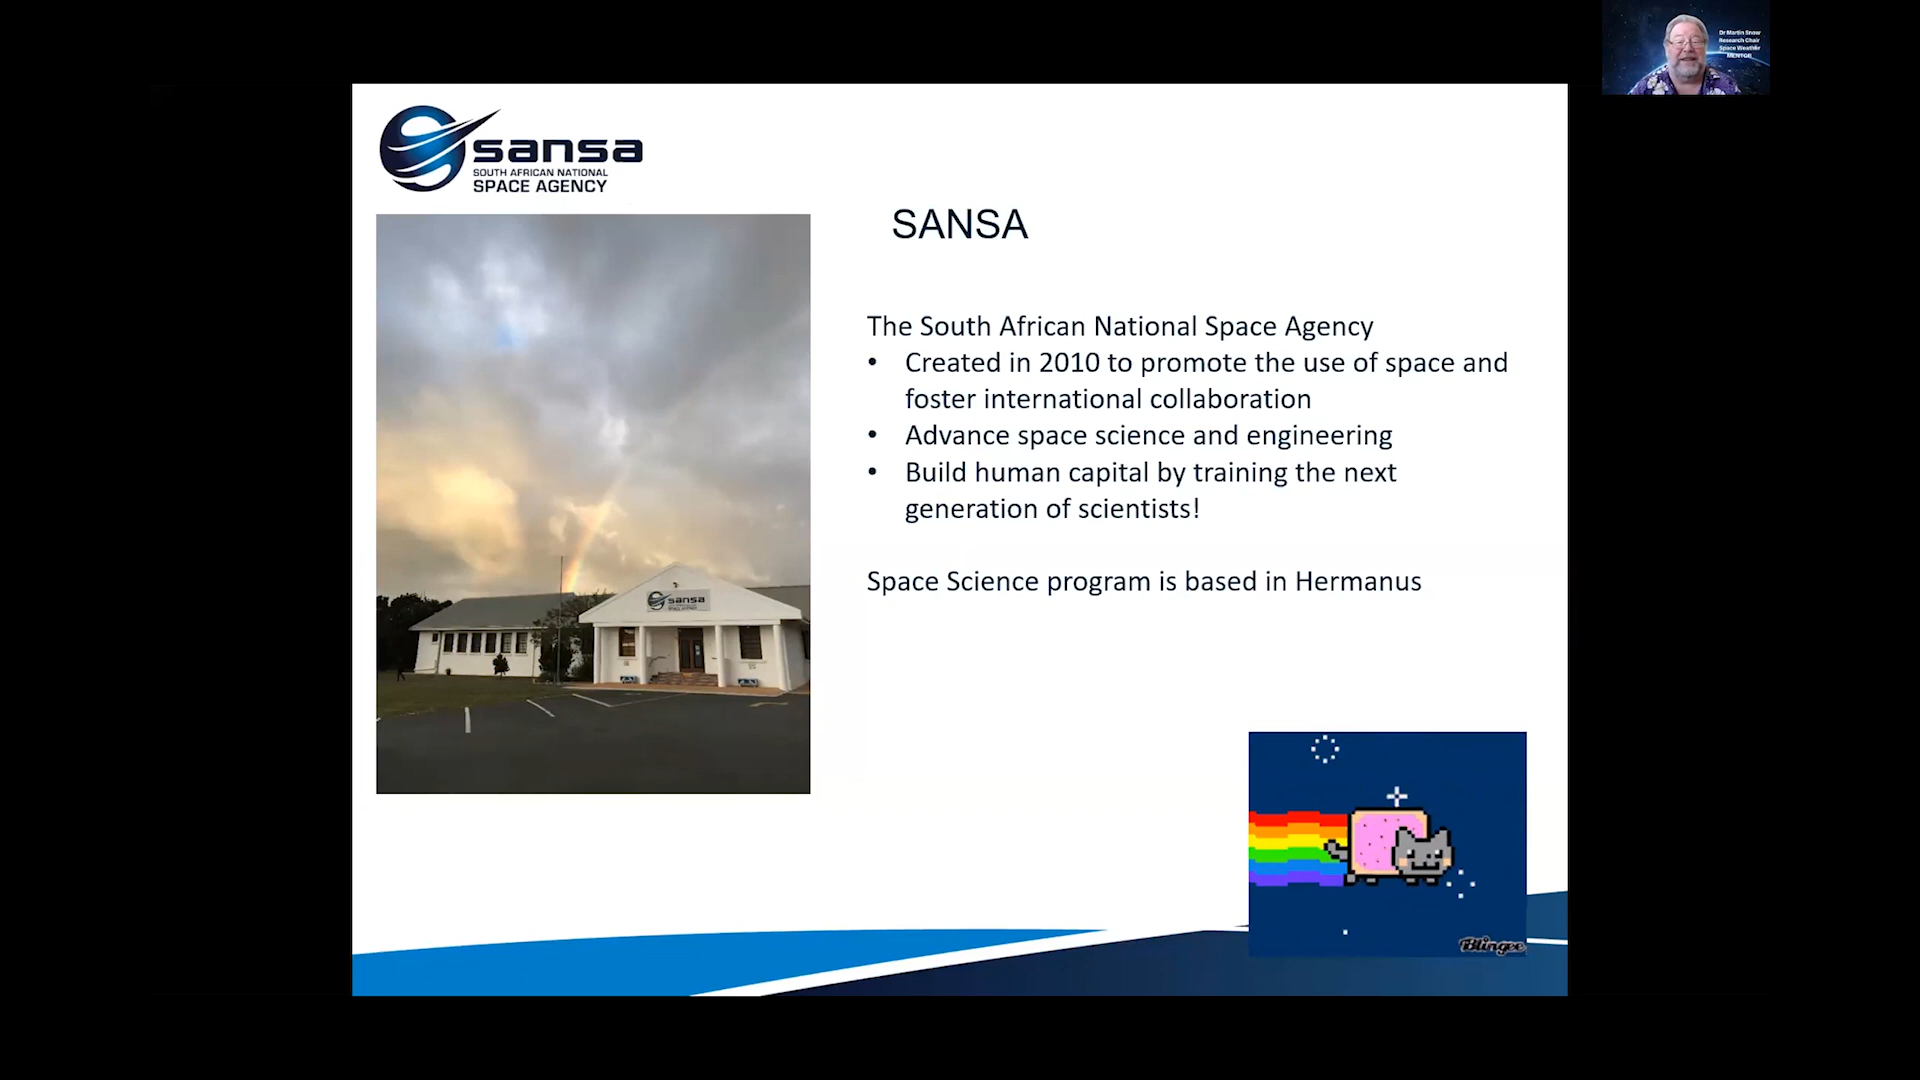 Dr Martin Snow
Research Chair
Space Weather
MENTOR
sansa
SOUTH AFRICAN NATIONAL
SPACE AGENCY
SANSA
The South African National Space Agency
• Created in 2010 to promote the use of space and
foster international collaboration
• Advance space science and engineering
• Build human capital by training the next
generation of scientists!
Space Science program is based in Hermanus
sansa
Blingee